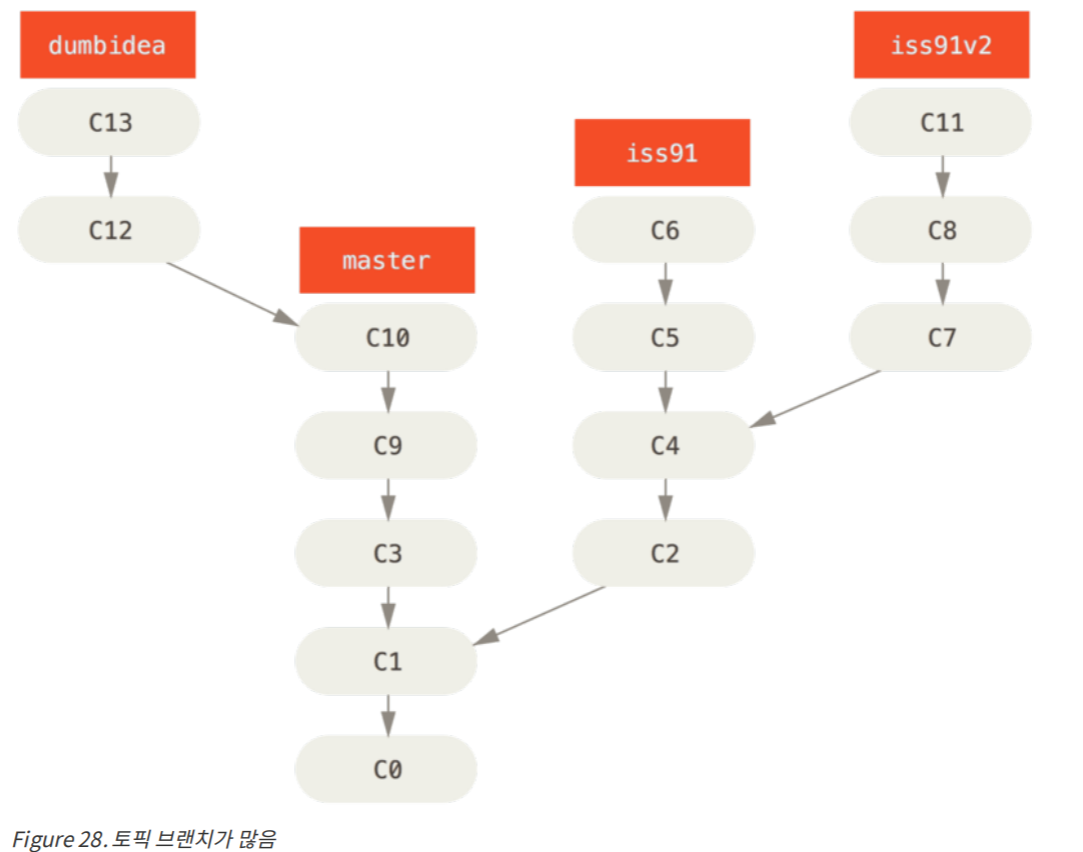 dumbidea
iss91v2
C13
C11
iss91
C12
C6
C8
master
C10
C5
C7
C9
C4
C3
C2
C1
C0
Figure 28. 토픽 브랜치가 많음